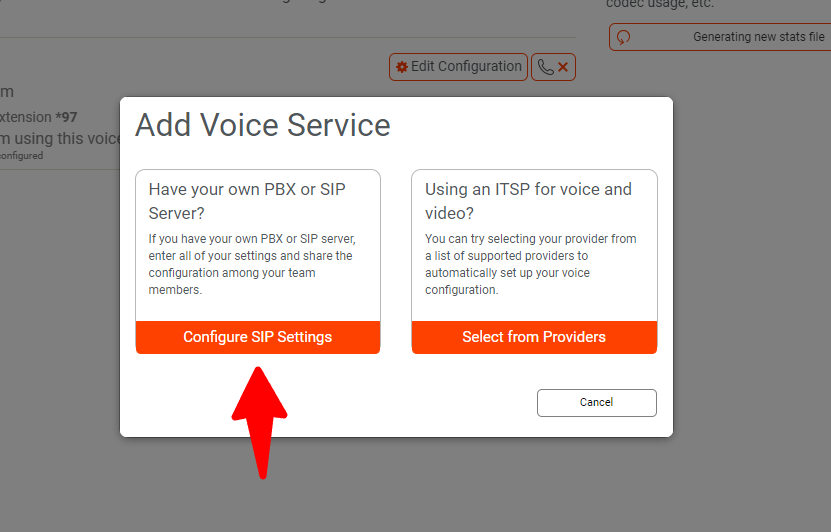 codec usage, etc.
Generating new stats file
Edit Configuration
m
xtension *97
m using this voice
configured
Add Voice Service
Have your own PBX or SIP
Server?
If you have your own PBX or SIP server,
enter all of your settings and share the
configuration among your team
members.
Configure SIP Settings
Using an ITSP for voice and
video?
You can try selecting your provider from
a list of supported providers to
automatically set up your voice
configuration.
Select from Providers
Cancel